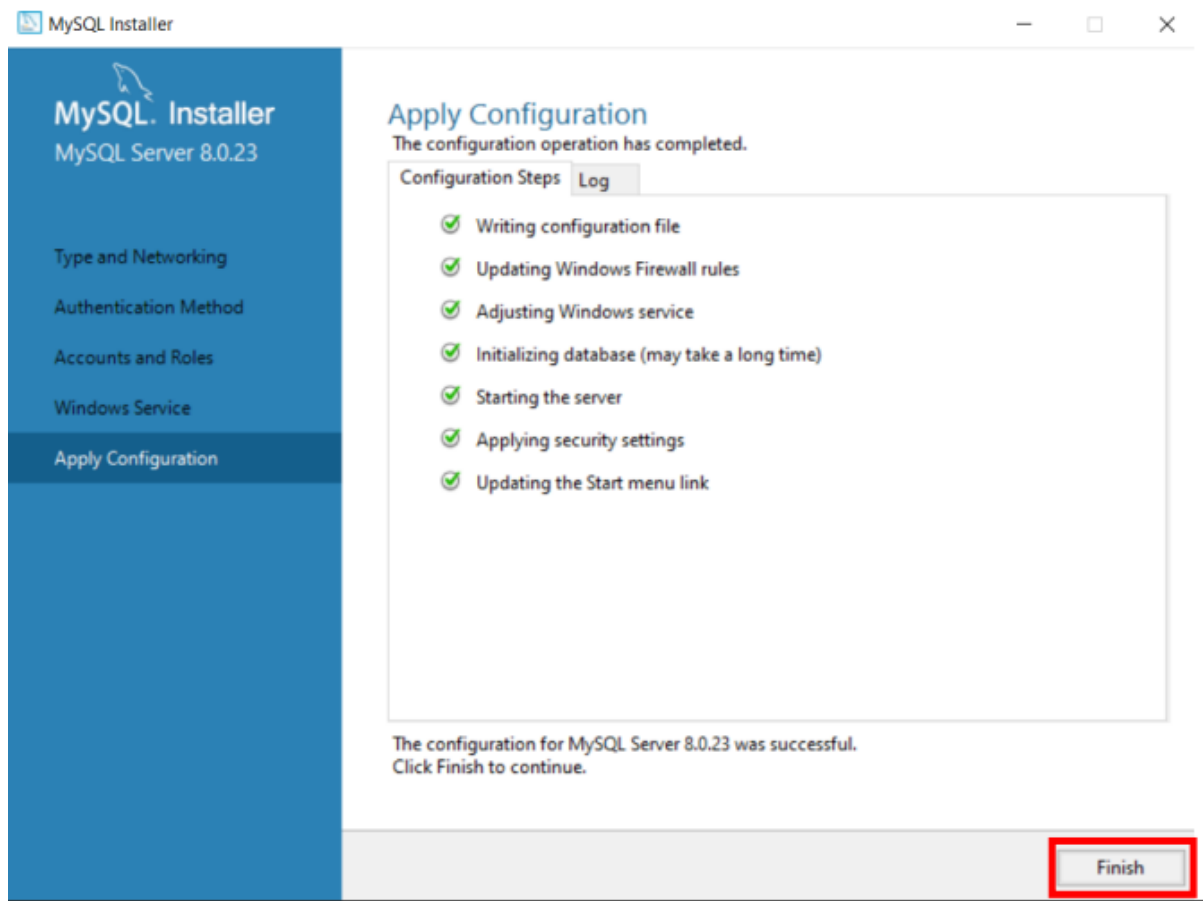 MySQL Installer
MySQL. Installer
MySQL Server 8.0.23
Type and Networking
Authentication Method
Accounts and Roles
Windows Service
Apply Configuration
Apply Configuration
The configuration operation has completed.
Configuration Steps
Log
Writing configuration file
Updating Windows Firewall rules
Adjusting Windows service
Initializing database (may take a long time)
Starting the server
Applying security settings
Updating the Start menu link
The configuration for MySQL Server 8.0.23 was successful.
Click Finish to continue.
Finish